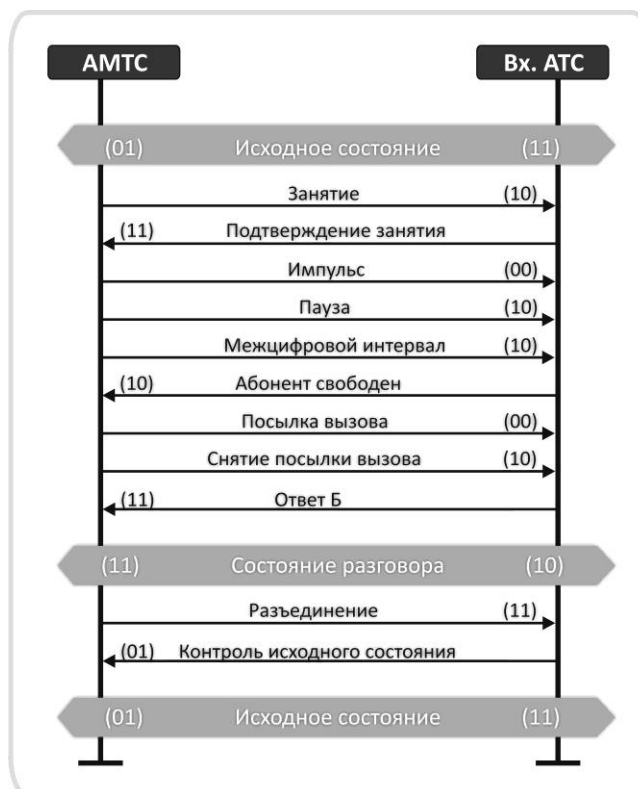 АМТС Вх. АТС
(01) Исходное состояние (11)
Занятие (10)
(11) Подтверждение занятия
Импульс (00)
Пауза (10)
Межцифровой интервал (10)
(10) Абонент свободен
Посылка вызова (00)
Снятие посылки вызова (10)
(11) Ответ Б
(11) Состояние разговора (10)
Разъединение (11)
(01) Контроль исходного состояния
(01) Исходное состояние (11)